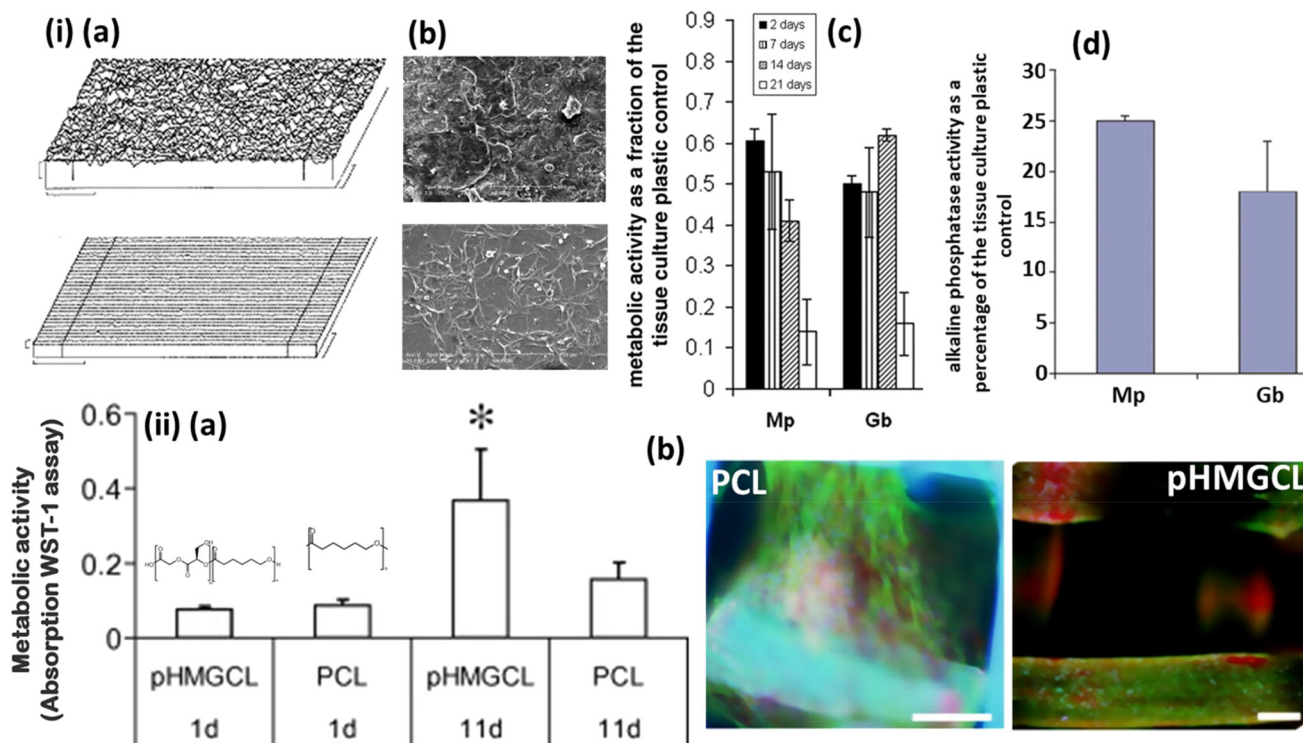 (i) (a)
(b)
metabolic activity as a fraction of the
tissue culture plastic control
0.9
0.8
0.7
0.6
0.5
0.4
0.3
0.2
0.1
0
2 days
7 days
14 days
21 days
(c)
Mp
Gb
(d)
alkaline phosphatase activity as a
percentage of the tissue culture plastic
control
30
25
20
15
10
5
0
Mp
Gb
(ii) (a)
Metabolic activity
(Absorption WST-1 assay)
0.6
0.4
0.2
0
*
pHMGCL
PCL
pHMGCL
PCL
1d
1d
11d
11d
(b)
PCL
pHMGCL